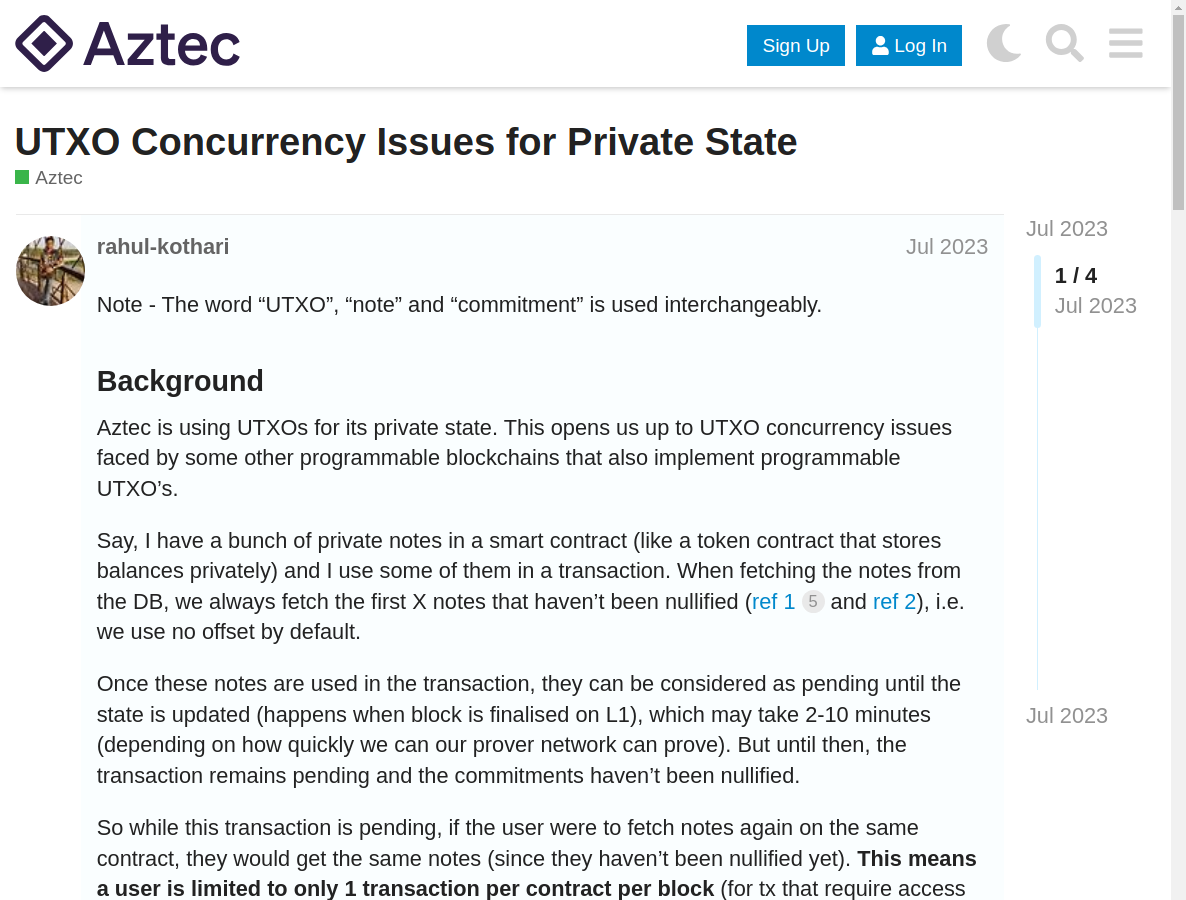 Aztec
Sign Up
Log In
UTXO Concurrency Issues for Private State
Aztec
rahul-kothari
Jul 2023
Note - The word “UTXO”, “note” and “commitment” is used interchangeably.
Background
Aztec is using UTXOs for its private state. This opens us up to UTXO concurrency issues
faced by some other programmable blockchains that also implement programmable
UTXO’s.
Say, I have a bunch of private notes in a smart contract (like a token contract that stores
balances privately) and I use some of them in a transaction. When fetching the notes from
the DB, we always fetch the first X notes that haven’t been nullified (ref 1 5 and ref 2), i.e.
we use no offset by default.
Once these notes are used in the transaction, they can be considered as pending until the
state is updated (happens when block is finalised on L1), which may take 2-10 minutes
(depending on how quickly we can our prover network can prove). But until then, the
transaction remains pending and the commitments haven’t been nullified.
So while this transaction is pending, if the user were to fetch notes again on the same
contract, they would get the same notes (since they haven’t been nullified yet). This means
a user is limited to only 1 transaction per contract per block (for tx that require access
Jul 2023
1 / 4
Jul 2023
Jul 2023